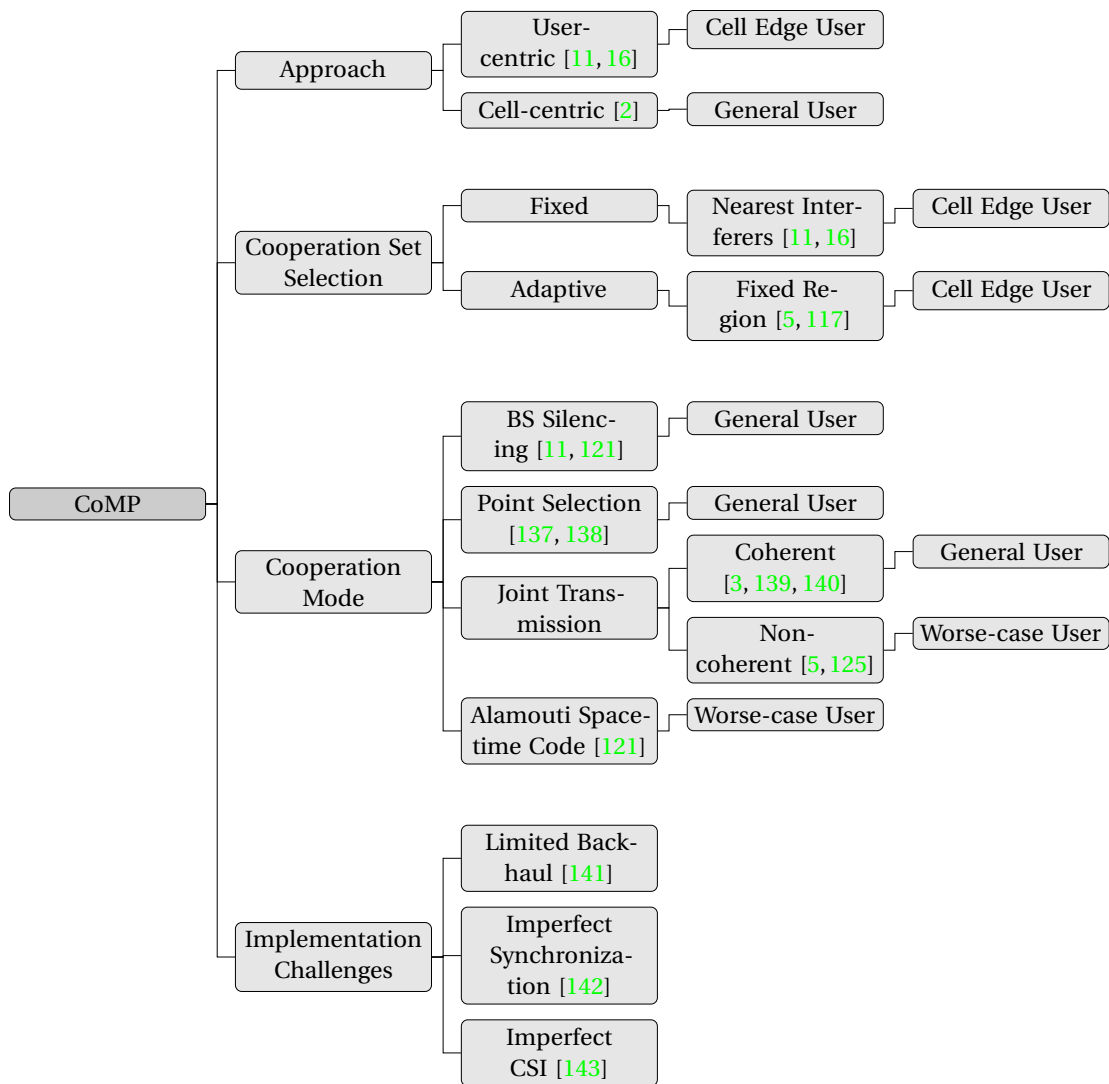 User-
centric [11, 16]
Cell Edge User
Approach
Cell-centric [2]
General User
Fixed
Nearest Inter-
ferers [11, 16]
Cell Edge User
Cooperation Set
Selection
Adaptive
Fixed Re-
gion [5, 117]
Cell Edge User
BS Silenc-
ing [11, 121]
General User
CoMP
Point Selection
[137, 138]
General User
Cooperation
Mode
Joint Trans-
mission
Coherent
[3, 139, 140]
General User
Non-
coherent [5, 125]
Worse-case User
Alamouti Space-
time Code [121]
Worse-case User
Limited Back-
haul [141]
Implementation
Challenges
Imperfect
Synchroniza-
tion [142]
Imperfect
CSI [143]